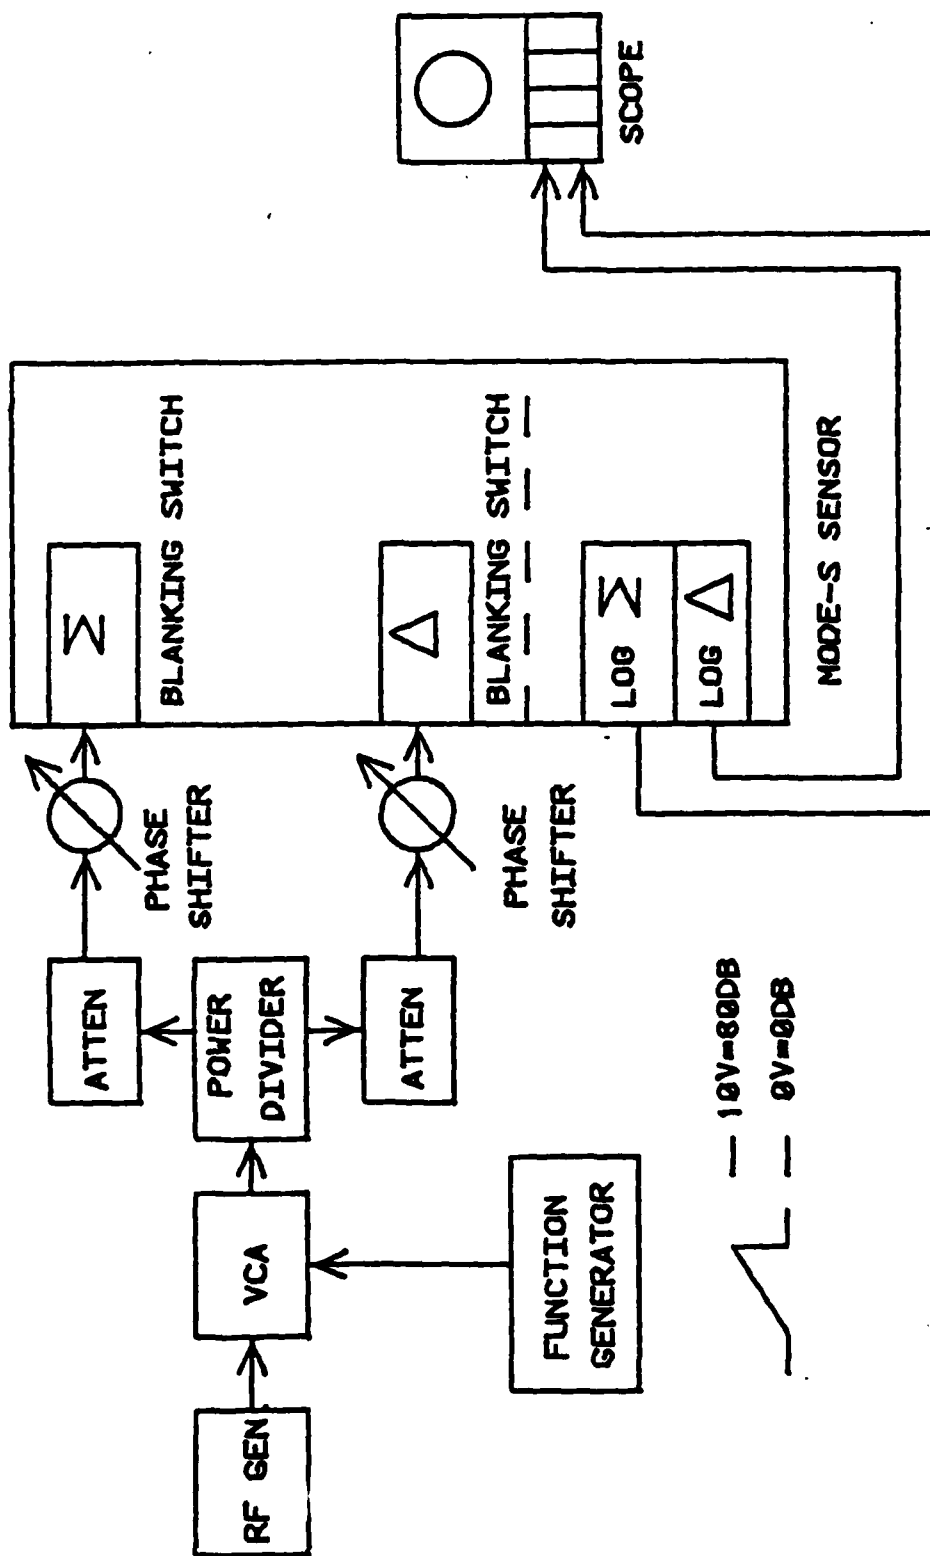 ATTEN
Σ
PHASE
SHIFTER
BLANKING SWITCH
RF GEN
VCA
POWER
DIVIDER
ATTEN
Δ
PHASE
SHIFTER
BLANKING SWITCH
FUNCTION
GENERATOR
LOG Σ
LOG Δ
SCOPE
10V=80DB
0V=0DB
MODE-S SENSOR